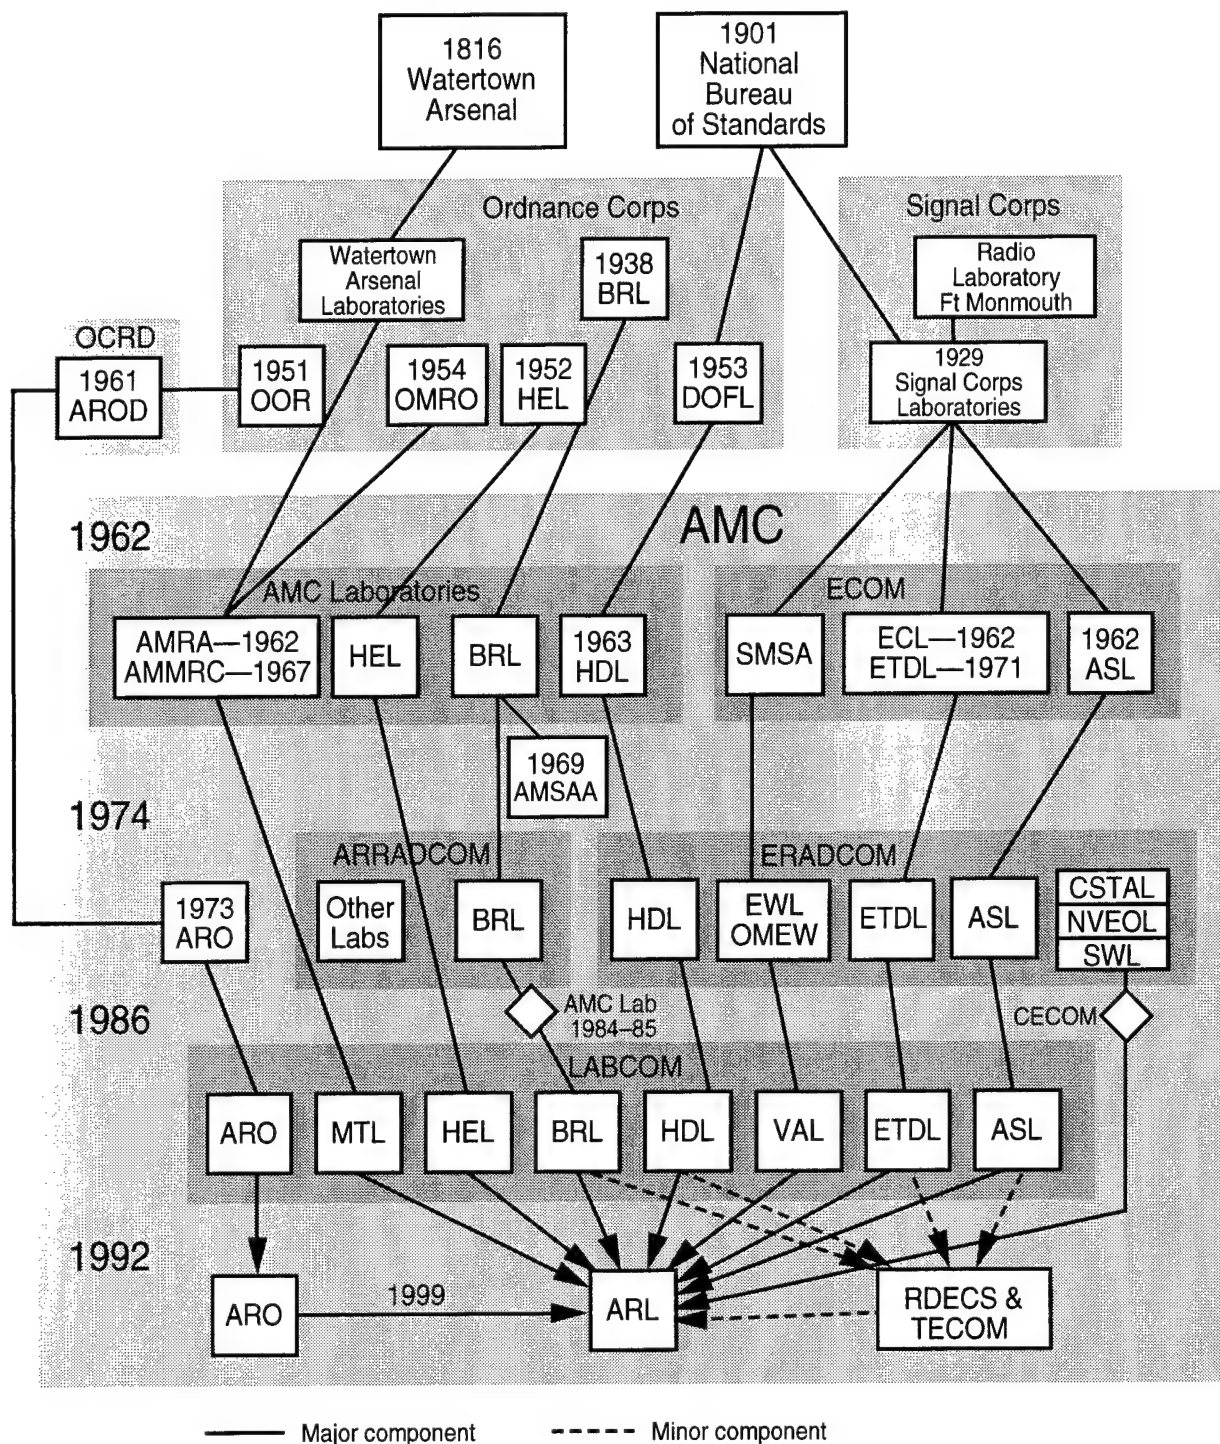 1816
Watertown
Arsenal
1901
National
Bureau
of Standards
Ordnance Corps
Signal Corps
Watertown
Arsenal
Laboratories
1938
BRL
Radio
Laboratory
Ft Monmouth
OCRD
1961
AROD
1951
OOR
1954
OMRO
1952
HEL
1953
DOFL
1929
Signal Corps
Laboratories
1962
AMC
AMC Laboratories
ECOM
AMRA—1962
AMMRC—1967
HEL
BRL
1963
HDL
SMSA
ECL—1962
ETDL—1971
1962
ASL
1969
AMSAA
1974
ARRADCOM
ERADCOM
1973
ARO
Other
Labs
BRL
HDL
EWL
OMEW
ETDL
ASL
CSTAL
NVEOL
SWL
1986
AMC Lab
1984–85
CECOM
LABCOM
ARO
MTL
HEL
BRL
HDL
VAL
ETDL
ASL
1992
ARO
1999
ARL
RDECS &
TECOM
Major component
Minor component